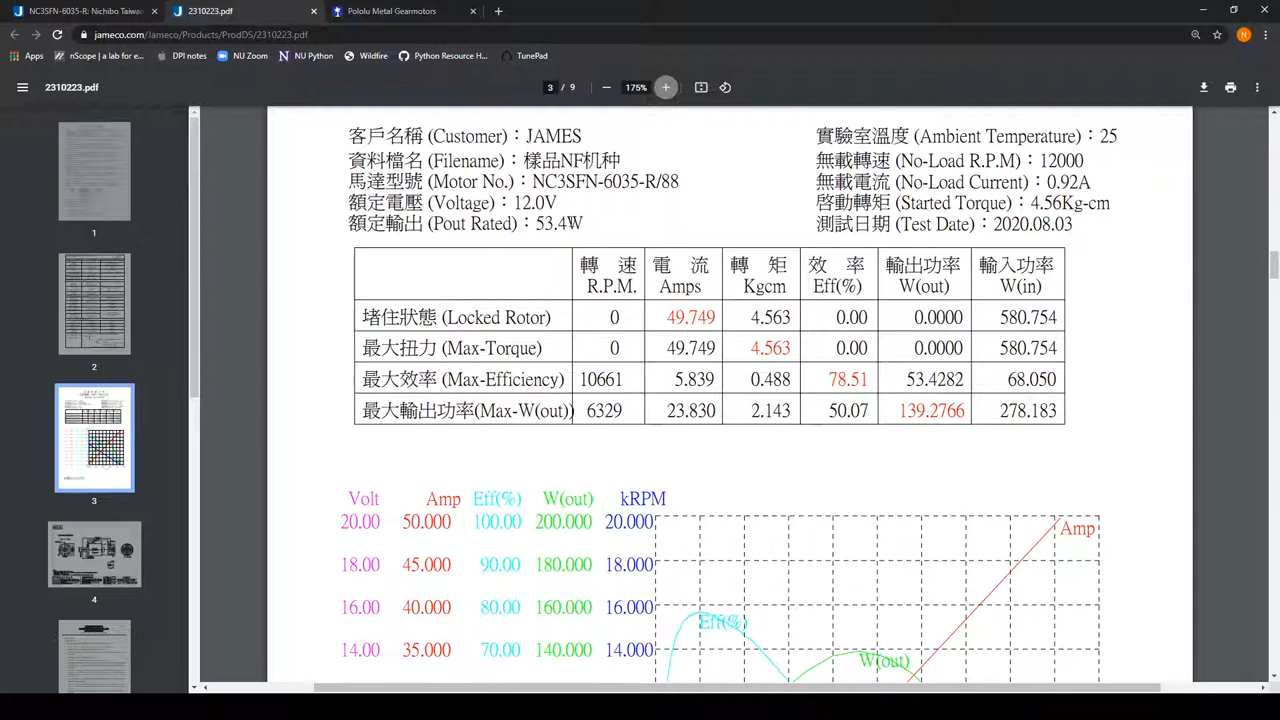 NC3SFN-6035-R: Nichibo Taiwan
2310223.pdf
Pololu Metal Gearmotors
jameco.com/Jameco/Products/ProdDS/2310223.pdf
N
Apps
nScope | a lab for e...
DPI notes
NU Zoom
NU Python
Wildfire
Python Resource H...
TunePad
2310223.pdf
3 / 9
175%
1
2
3
4
客戶名稱 (Customer)：JAMES
資料檔名 (Filename)：樣品NF机种
馬達型號 (Motor No.)：NC3SFN-6035-R/88
額定電壓 (Voltage)：12.0V
額定輸出 (Pout Rated)：53.4W
實驗室溫度 (Ambient Temperature)：25
無載轉速 (No-Load R.P.M)：12000
無載電流 (No-Load Current)：0.92A
啓動轉矩 (Started Torque)：4.56Kg-cm
測試日期 (Test Date)：2020.08.03
轉 速 電 流 轉 矩 效 率 輸出功率 輸入功率
R.P.M. Amps Kgcm Eff(%) W(out) W(in)
堵住狀態 (Locked Rotor) 0 49.749 4.563 0.00 0.0000 580.754
最大扭力 (Max-Torque) 0 49.749 4.563 0.00 0.0000 580.754
最大效率 (Max-Efficiency) 10661 5.839 0.488 78.51 53.4282 68.050
最大輸出功率(Max-W(out)) 6329 23.830 2.143 50.07 139.2766 278.183
Volt Amp Eff(%) W(out) kRPM
20.00 50.000 100.00 200.000 20.000
Amp
18.00 45.000 90.00 180.000 18.000
16.00 40.000 80.00 160.000 16.000
Eff(%)
14.00 35.000 70.00 140.000 14.000
W(out)